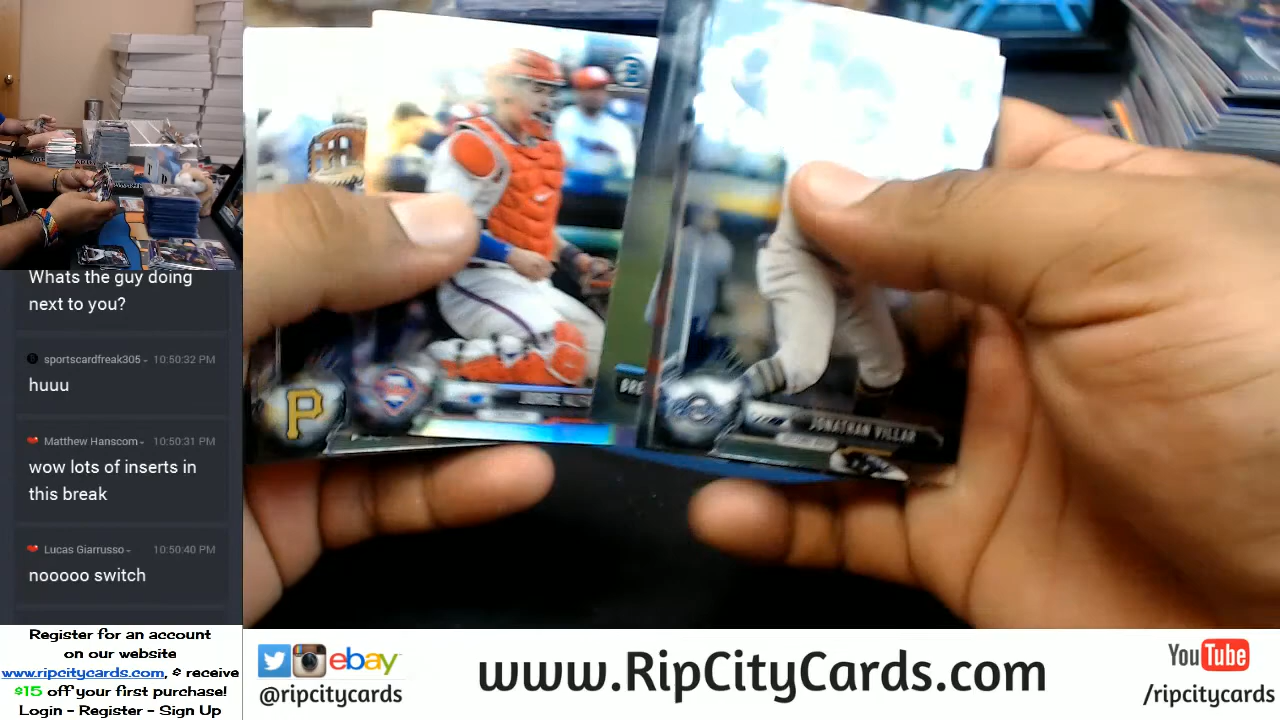 Whats the guy doing
next to you?
sportscardfreak305 - 10:50:32 PM
huuu
Matthew Hanscom - 10:50:31 PM
wow lots of inserts in
this break
Lucas Giarrusso - 10:50:40 PM
nooooo switch
Register for an account
on our website
www.ripcitycards.com, & receive
$15 off your first purchase!
Login - Register - Sign Up
P
BRE
JONATHAN VILLAR
ebay
@ripcitycards
www.RipCityCards.com
YouTube
/ripcitycards